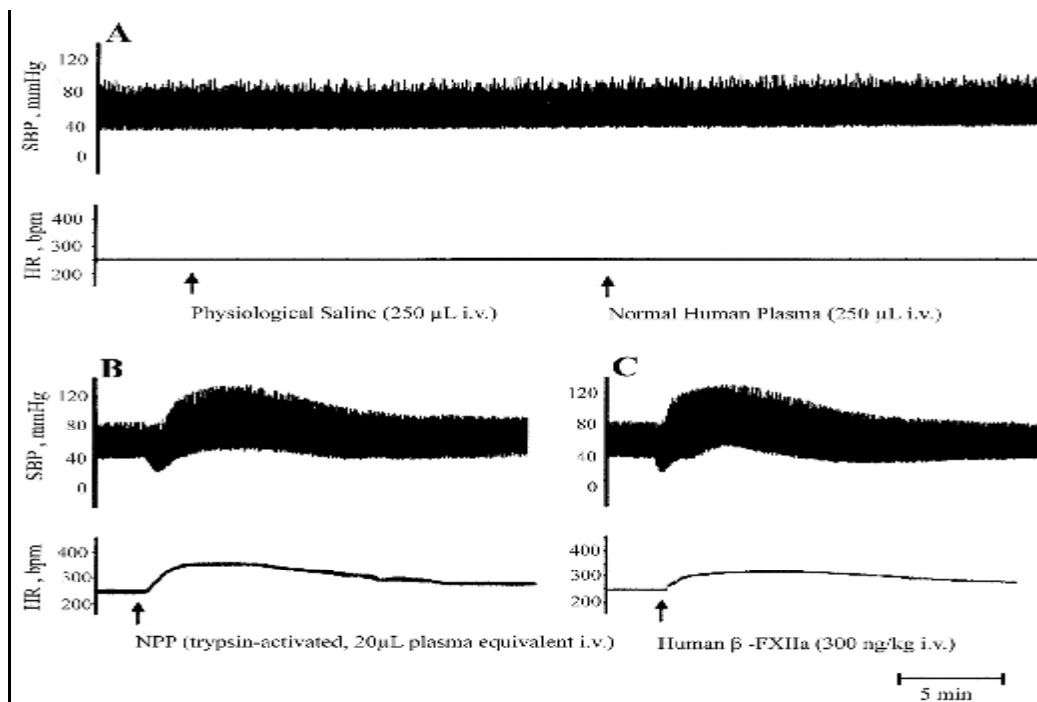 A
120
80
40
0
SBP, mmHg
400
300
200
HR, bpm
Physiological Saline (250 µL i.v.)
Normal Human Plasma (250 µL i.v.)
B
120
80
40
0
SBP, mmHg
C
120
80
40
0
400
300
200
HR, bpm
400
300
200
NPP (trypsin-activated, 20µL plasma equivalent i.v.)
Human β -FXIIa (300 ng/kg i.v.)
5 min